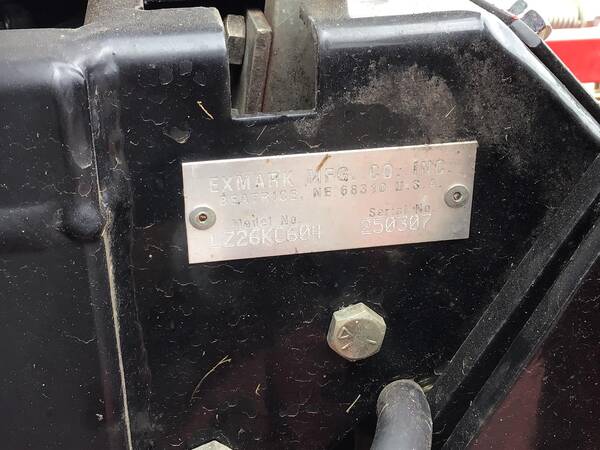 EXMARK MFG. CO. INC.
BEATRICE, NE 68310 U.S.A.
Model No Serial No
LZ26KC604 250307